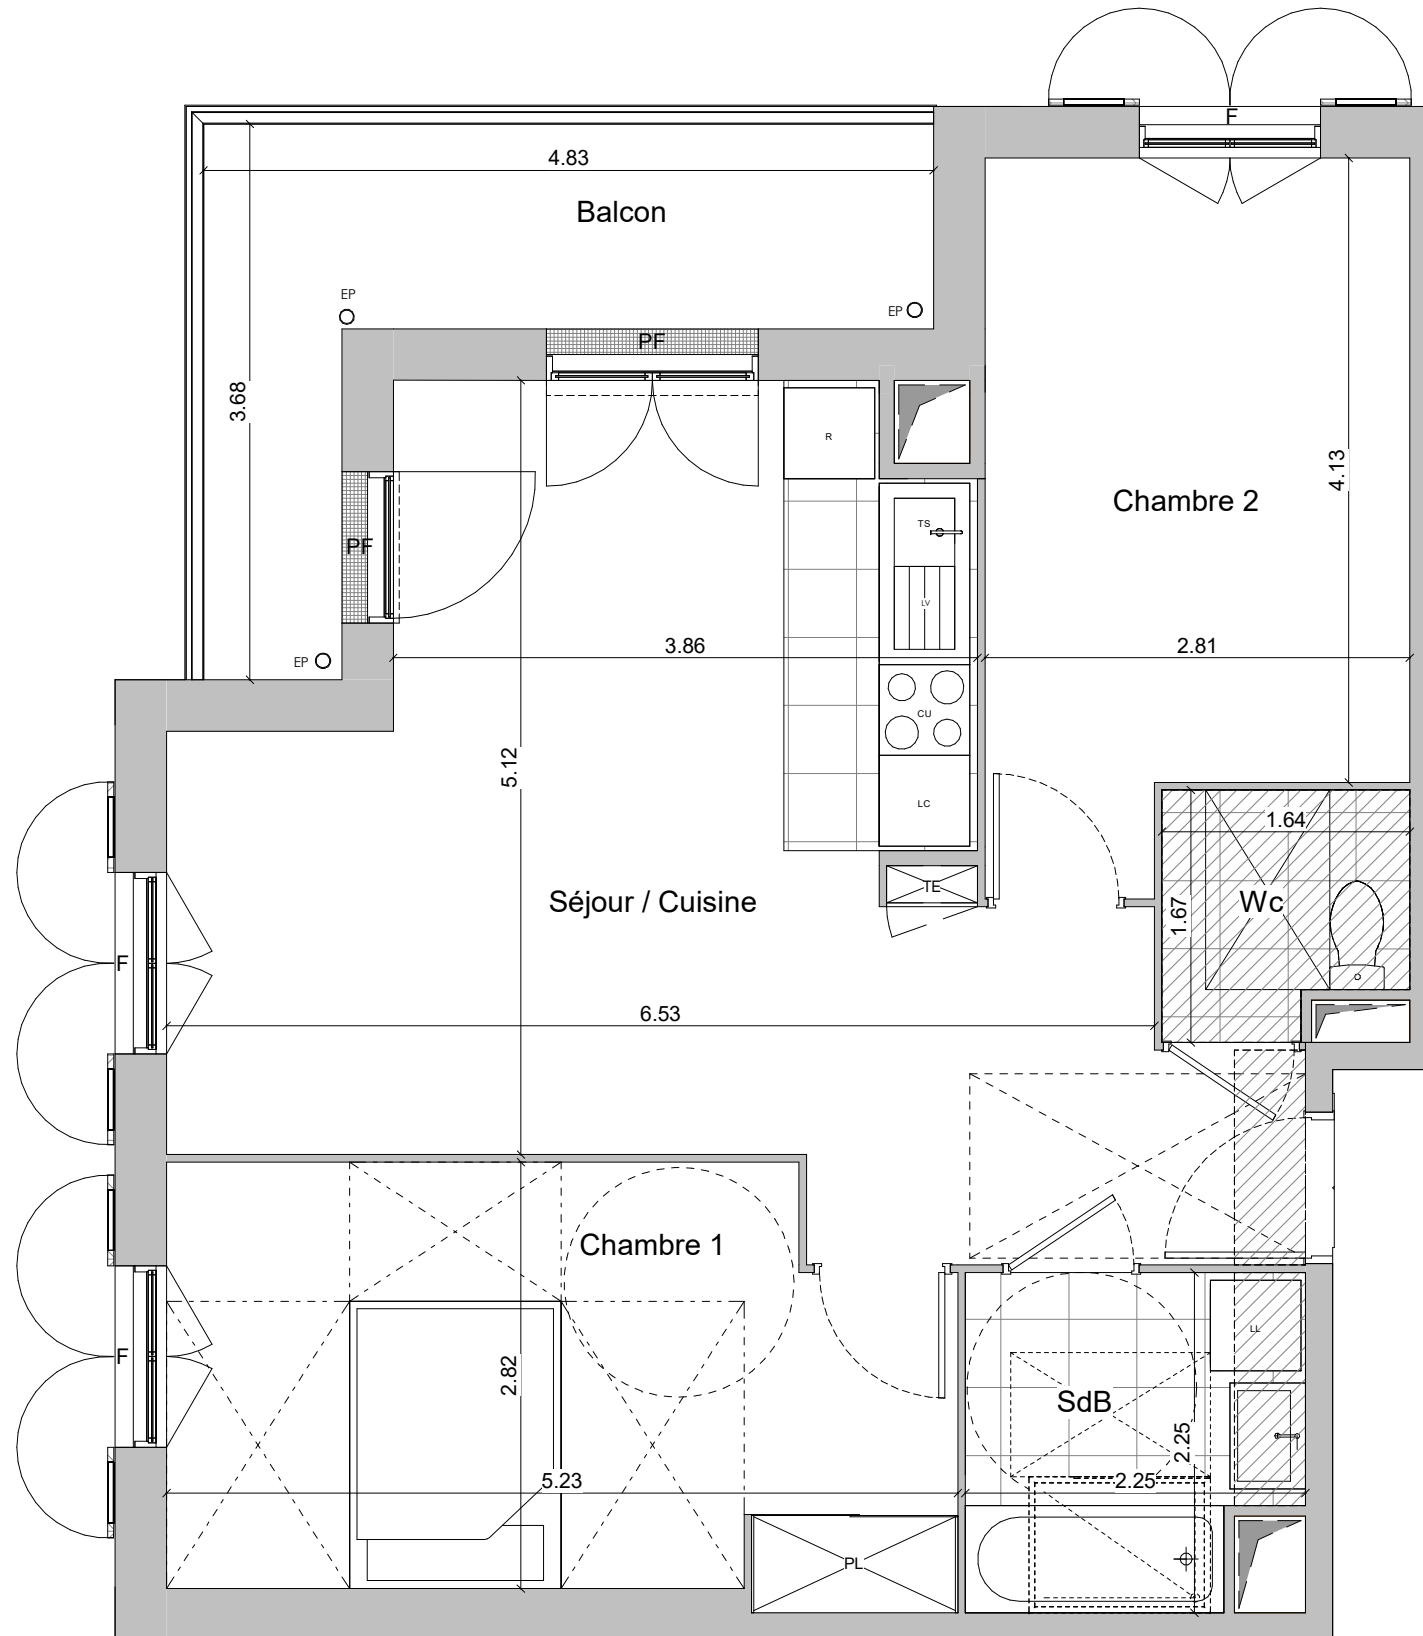 F
4.83
Balcon
EP
EP
PF
3.68
R
4.13
TS
Chambre 2
PF
LV
3.86
2.81
EP
CU
5.12
LC
1.64
TE
Séjour / Cuisine
Wc
1.67
F
6.53
Chambre 1
LL
F
2.82
SdB
2.25
5.23
2.25
PL